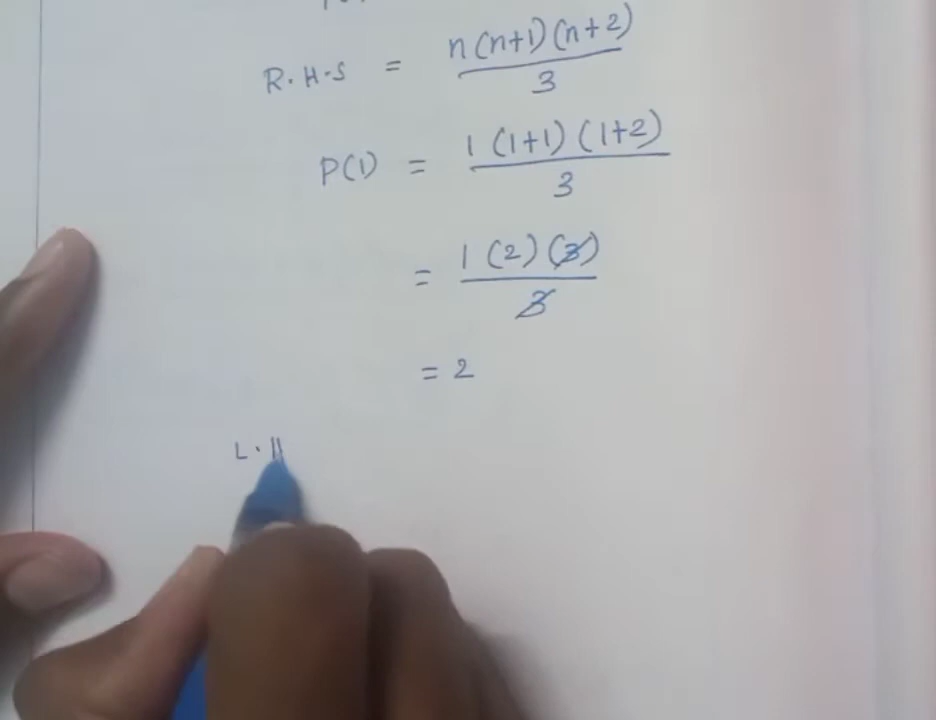 R.H.S = n(n+1)(n+2)/3
P(1) = 1(1+1)(1+2)/3
= 1(2)(3)/3
= 2
L.H